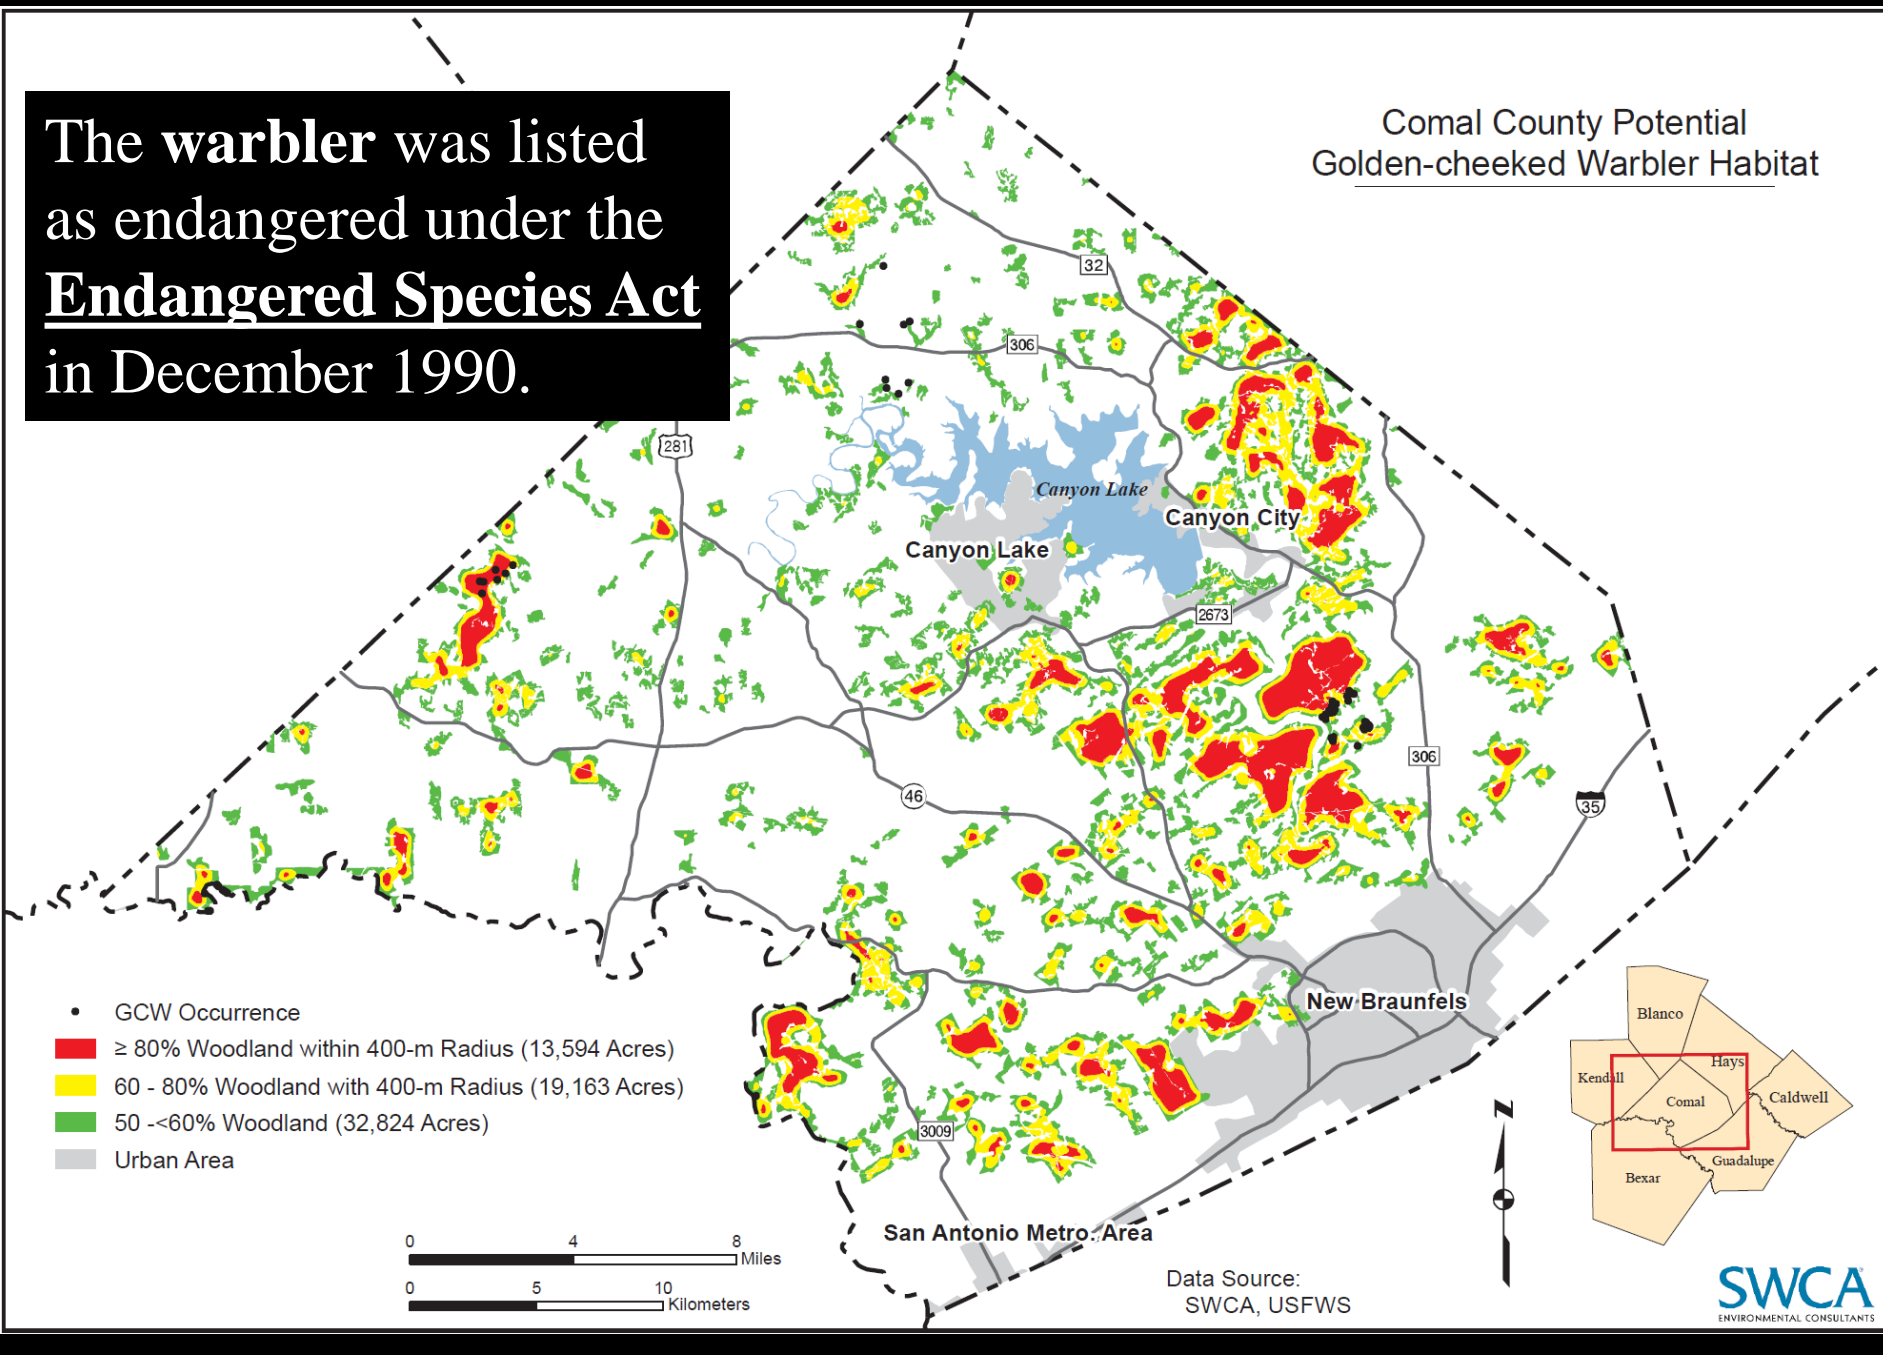 The warbler was listed
as endangered under the
Endangered Species Act
in December 1990.
Comal County Potential
Golden-cheeked Warbler Habitat
32
306
281
Canyon Lake
Canyon City
Canyon Lake
2673
306
46
35
New Braunfels
3009
San Antonio Metro. Area
GCW Occurrence
≥ 80% Woodland within 400-m Radius (13,594 Acres)
60 - 80% Woodland with 400-m Radius (19,163 Acres)
50 -<60% Woodland (32,824 Acres)
Urban Area
0 4 8
Miles
0 5 10
Kilometers
Data Source:
SWCA, USFWS
N
Blanco
Hays
Kendall
Comal
Caldwell
Guadalupe
Bexar
SWCA
ENVIRONMENTAL CONSULTANTS